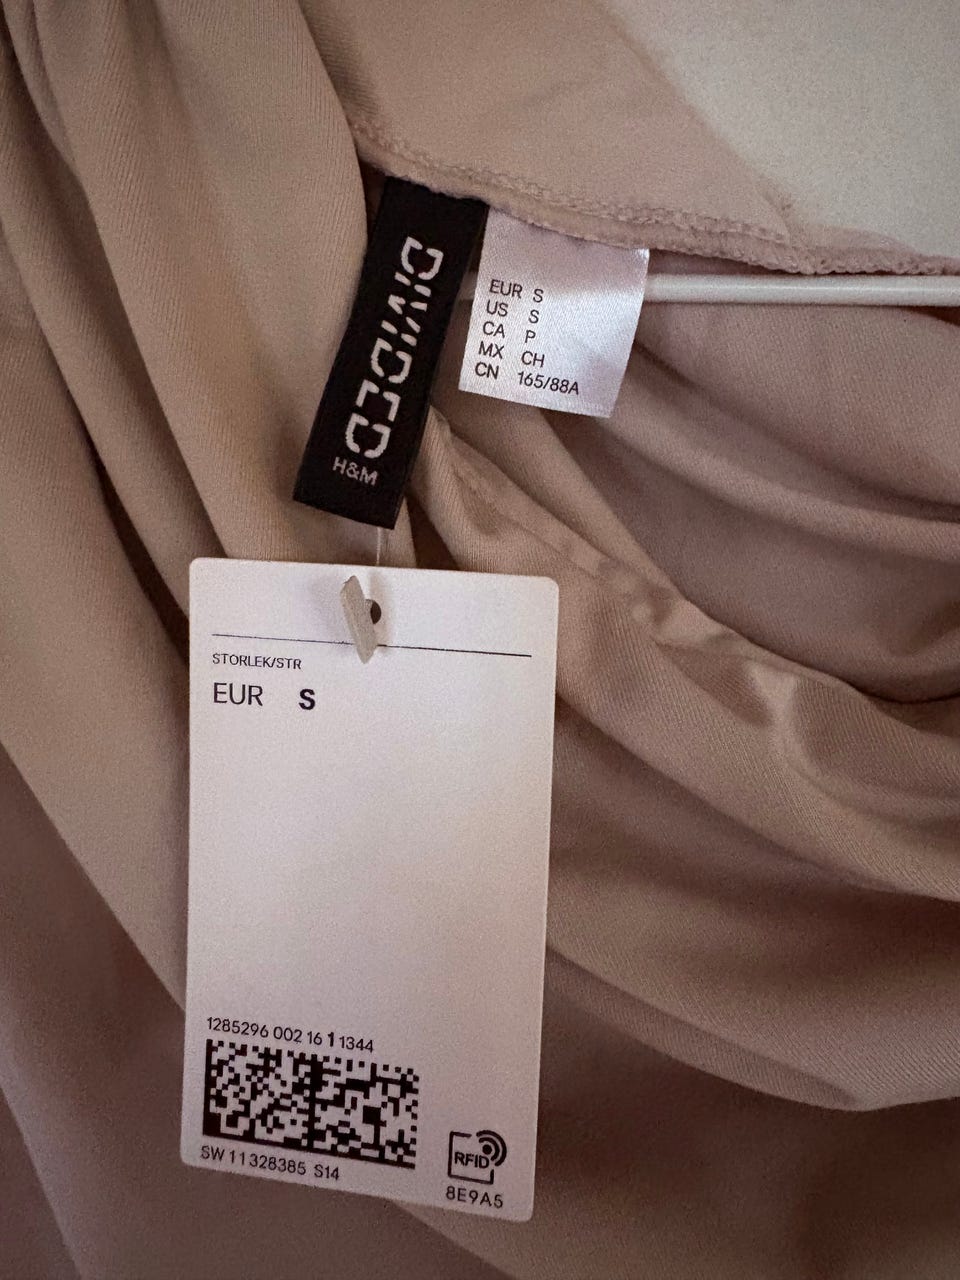 DIVIDED
H&M
EUR S
US S
CA P
MX CH
CN 165/88A
STORLEK/STR
EUR S
1285296 002 16 1 1344
SW 11328385 S14
RFID
8E9A5